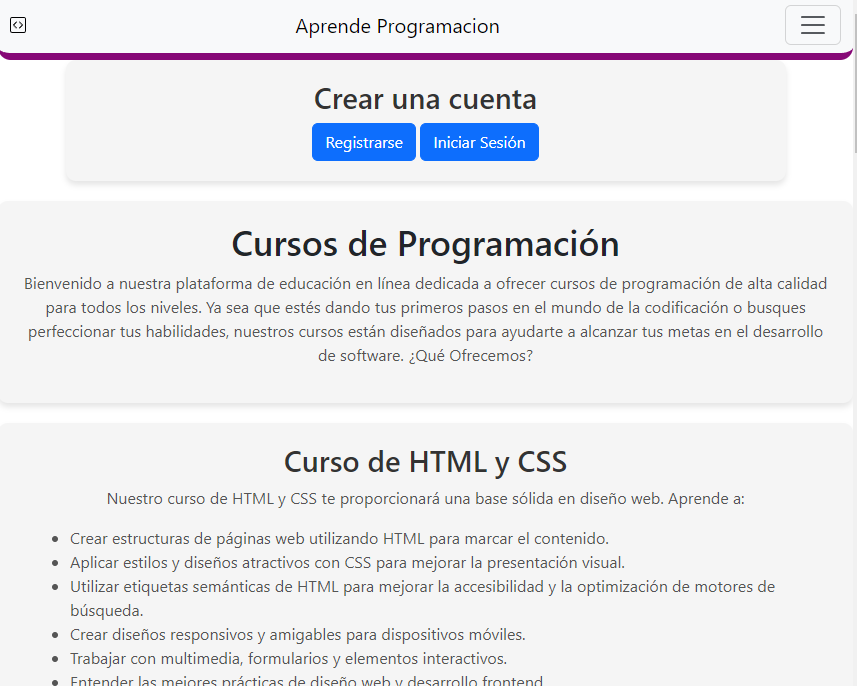 Aprende Programacion
Crear una cuenta
Registrarse Iniciar Sesión
Cursos de Programación
Bienvenido a nuestra plataforma de educación en línea dedicada a ofrecer cursos de programación de alta calidad
para todos los niveles. Ya sea que estés dando tus primeros pasos en el mundo de la codificación o busques
perfeccionar tus habilidades, nuestros cursos están diseñados para ayudarte a alcanzar tus metas en el desarrollo
de software. ¿Qué Ofrecemos?
Curso de HTML y CSS
Nuestro curso de HTML y CSS te proporcionará una base sólida en diseño web. Aprende a:
• Crear estructuras de páginas web utilizando HTML para marcar el contenido.
• Aplicar estilos y diseños atractivos con CSS para mejorar la presentación visual.
• Utilizar etiquetas semánticas de HTML para mejorar la accesibilidad y la optimización de motores de
búsqueda.
• Crear diseños responsivos y amigables para dispositivos móviles.
• Trabajar con multimedia, formularios y elementos interactivos.
• Entender las mejores prácticas de diseño web y desarrollo frontend